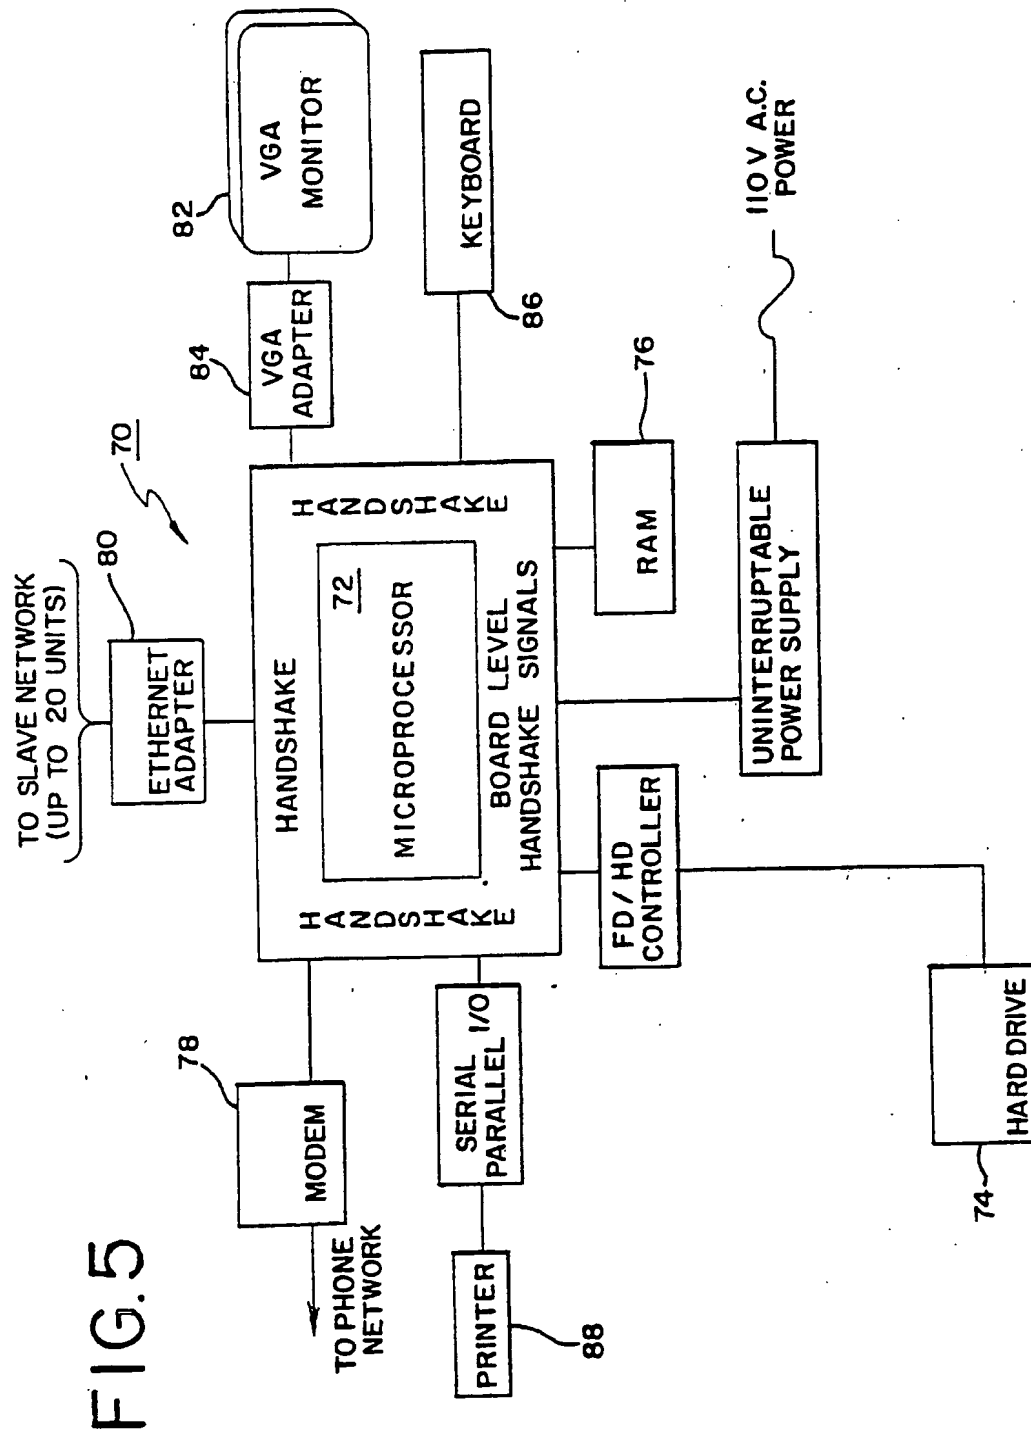 FIG. 5
TO SLAVE NETWORK
(UP TO 20 UNITS)
70
80
ETHERNET
ADAPTER
82
VGA
MONITOR
84
VGA
ADAPTER
78
MODEM
TO PHONE
NETWORK
HANDSHAKE
HANDSHAKE
HANDSHAKE
72
MICROPROCESSOR
BOARD LEVEL
HANDSHAKE SIGNALS
KEYBOARD
86
SERIAL
PARALLEL I/O
PRINTER
88
FD/HD
CONTROLLER
RAM
76
UNINTERRUPTABLE
POWER SUPPLY
110 V A.C.
POWER
HARD DRIVE
74